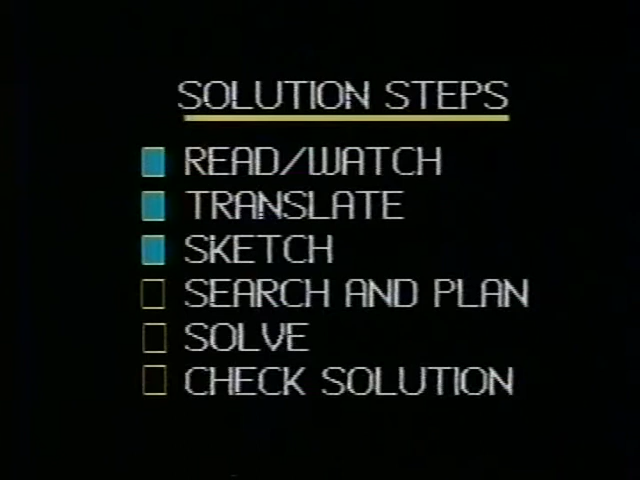 SOLUTION STEPS
READ/WATCH
TRANSLATE
SKETCH
SEARCH AND PLAN
SOLVE
CHECK SOLUTION